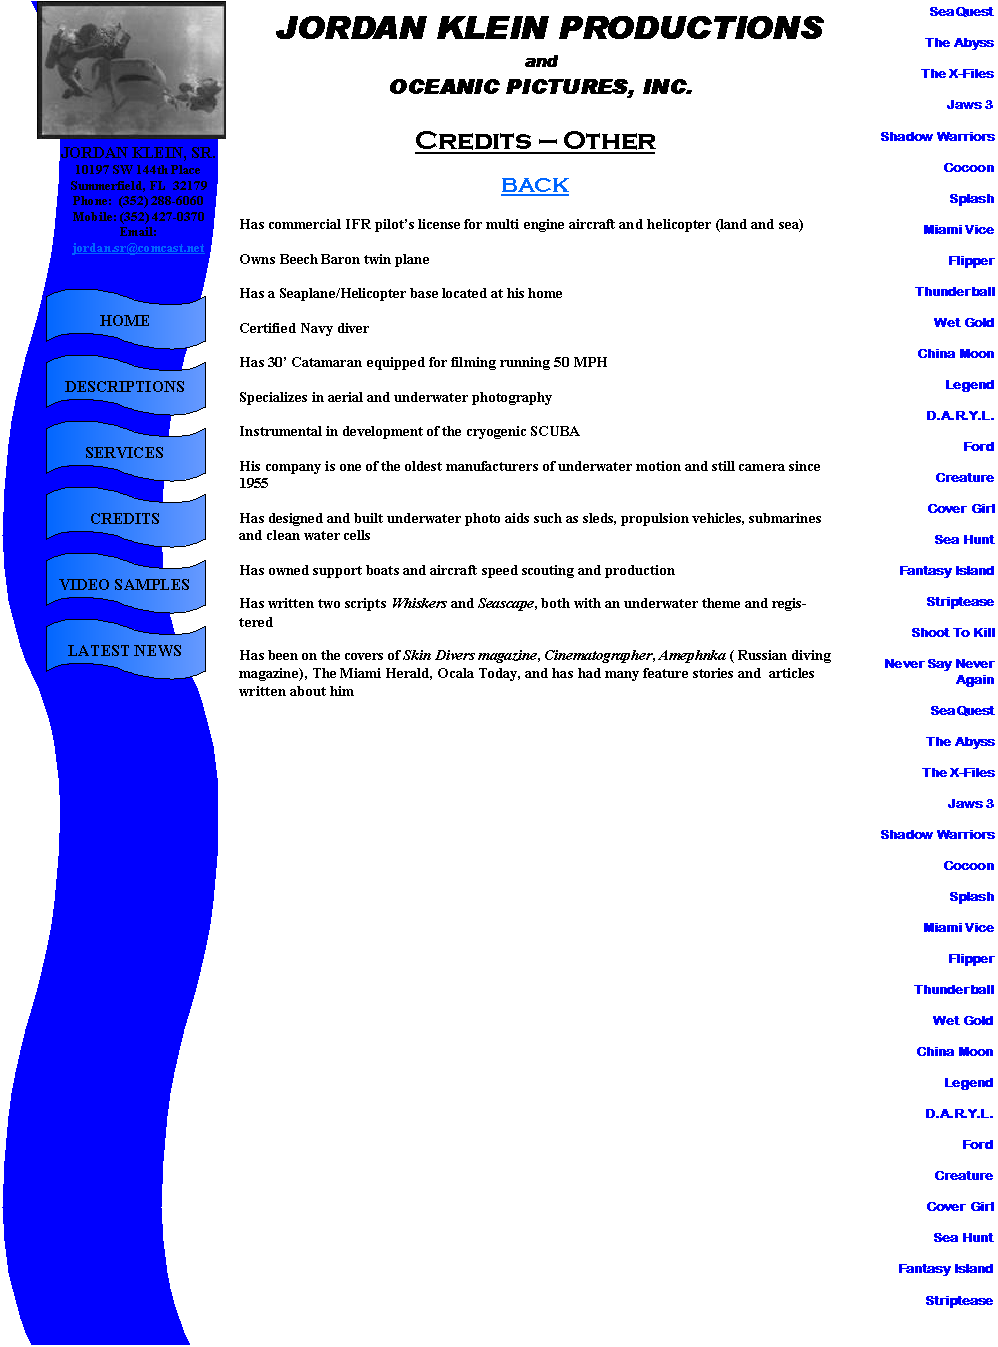 JORDAN KLEIN PRODUCTIONS
and
OCEANIC PICTURES, INC.
Credits – Other
BACK
JORDAN KLEIN, SR.
10197 SW 144th Place
Summerfield, FL 32179
Phone: (352) 288-6060
Mobile: (352) 427-0370
Email:
jordan.sr@comcast.net
HOME
DESCRIPTIONS
SERVICES
CREDITS
VIDEO SAMPLES
LATEST NEWS
Has commercial IFR pilot’s license for multi engine aircraft and helicopter (land and sea)
Owns Beech Baron twin plane
Has a Seaplane/Helicopter base located at his home
Certified Navy diver
Has 30’ Catamaran equipped for filming running 50 MPH
Specializes in aerial and underwater photography
Instrumental in development of the cryogenic SCUBA
His company is one of the oldest manufacturers of underwater motion and still camera since
1955
Has designed and built underwater photo aids such as sleds, propulsion vehicles, submarines
and clean water cells
Has owned support boats and aircraft speed scouting and production
Has written two scripts Whiskers and Seascape, both with an underwater theme and regis-
tered
Has been on the covers of Skin Divers magazine, Cinematographer, Amephnka ( Russian diving
magazine), The Miami Herald, Ocala Today, and has had many feature stories and articles
written about him
SeaQuest
The Abyss
The X-Files
Jaws 3
Shadow Warriors
Cocoon
Splash
Miami Vice
Flipper
Thunderball
Wet Gold
China Moon
Legend
D.A.R.Y.L.
Ford
Creature
Cover Girl
Sea Hunt
Fantasy Island
Striptease
Shoot To Kill
Never Say Never
Again
SeaQuest
The Abyss
The X-Files
Jaws 3
Shadow Warriors
Cocoon
Splash
Miami Vice
Flipper
Thunderball
Wet Gold
China Moon
Legend
D.A.R.Y.L.
Ford
Creature
Cover Girl
Sea Hunt
Fantasy Island
Striptease